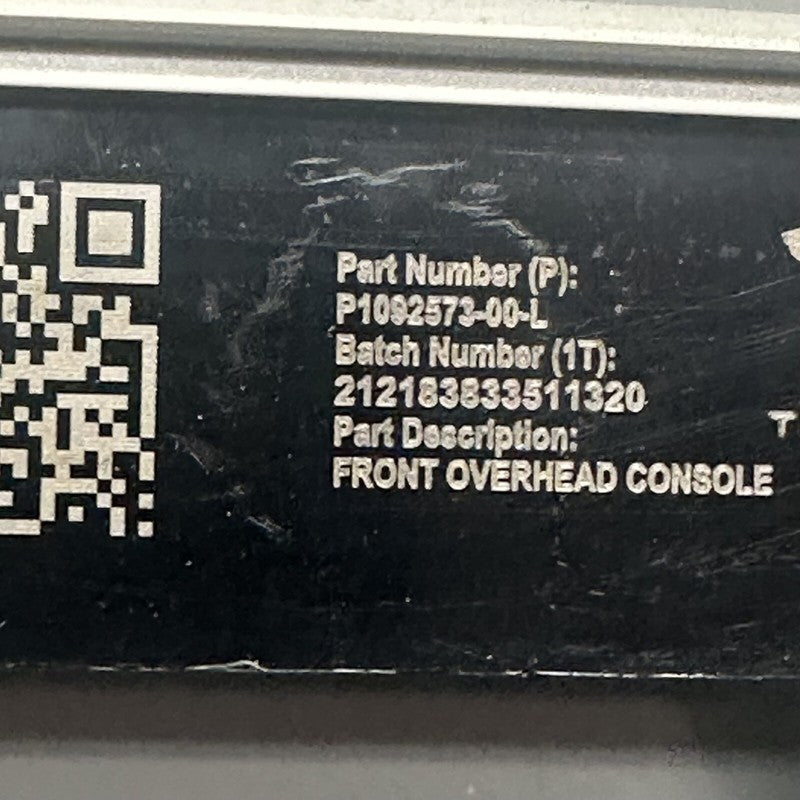 Part Number (P):
P1092573-00-L
Batch Number (1T):
212183833511320
Part Description:
FRONT OVERHEAD CONSOLE
T